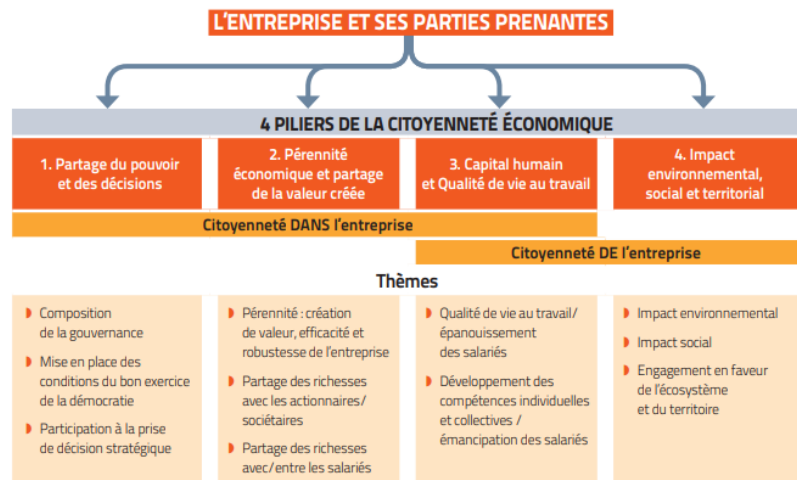 L'ENTREPRISE ET SES PARTIES PRENANTES
4 PILIERS DE LA CITOYENNETÉ ÉCONOMIQUE
1. Partage du pouvoir
et des décisions
2. Pérennité
économique et partage
de la valeur créée
3. Capital humain
et Qualité de vie au travail
4. Impact
environnemental,
social et territorial
Citoyenneté DANS l'entreprise
Citoyenneté DE l'entreprise
Thèmes
Composition
de la gouvernance
Mise en place des
conditions du bon exercice
de la démocratie
Participation à la prise
de décision stratégique
Pérennité : création
de valeur, efficacité et
robustesse de l'entreprise
Partage des richesses
avec les actionnaires/
sociétaires
Partage des richesses
avec/entre les salariés
Qualité de vie au travail/
épanouissement
des salariés
Développement des
compétences individuelles
et collectives /
émancipation des salariés
Impact environnemental
Impact social
Engagement en faveur
de l'écosystème
et du territoire